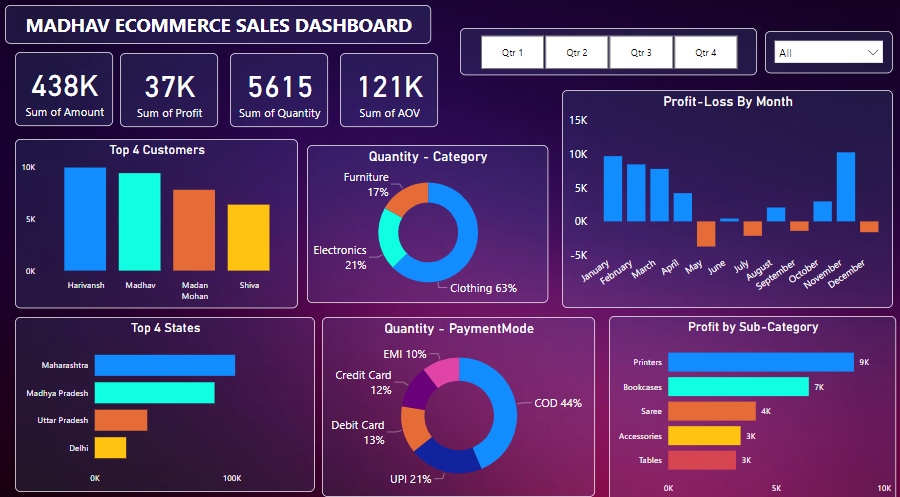 MADHAV ECOMMERCE SALES DASHBOARD
Qtr 1
Qtr 2
Qtr 3
Qtr 4
All
438K
Sum of Amount
37K
Sum of Profit
5615
Sum of Quantity
121K
Sum of AOV
Top 4 Customers
10K
5K
0K
Harivansh
Madhav
Madan
Mohan
Shiva
Quantity - Category
Furniture
17%
Electronics
21%
Clothing 63%
Profit-Loss By Month
15K
10K
5K
0K
-5K
January
February
March
April
May
June
July
August
September
October
November
December
Top 4 States
Maharashtra
Madhya Pradesh
Uttar Pradesh
Delhi
0K
100K
Quantity - PaymentMode
EMI 10%
Credit Card
12%
Debit Card
13%
UPI 21%
COD 44%
Profit by Sub-Category
Printers
9K
Bookcases
7K
Saree
4K
Accessories
3K
Tables
3K
0K
5K
10K